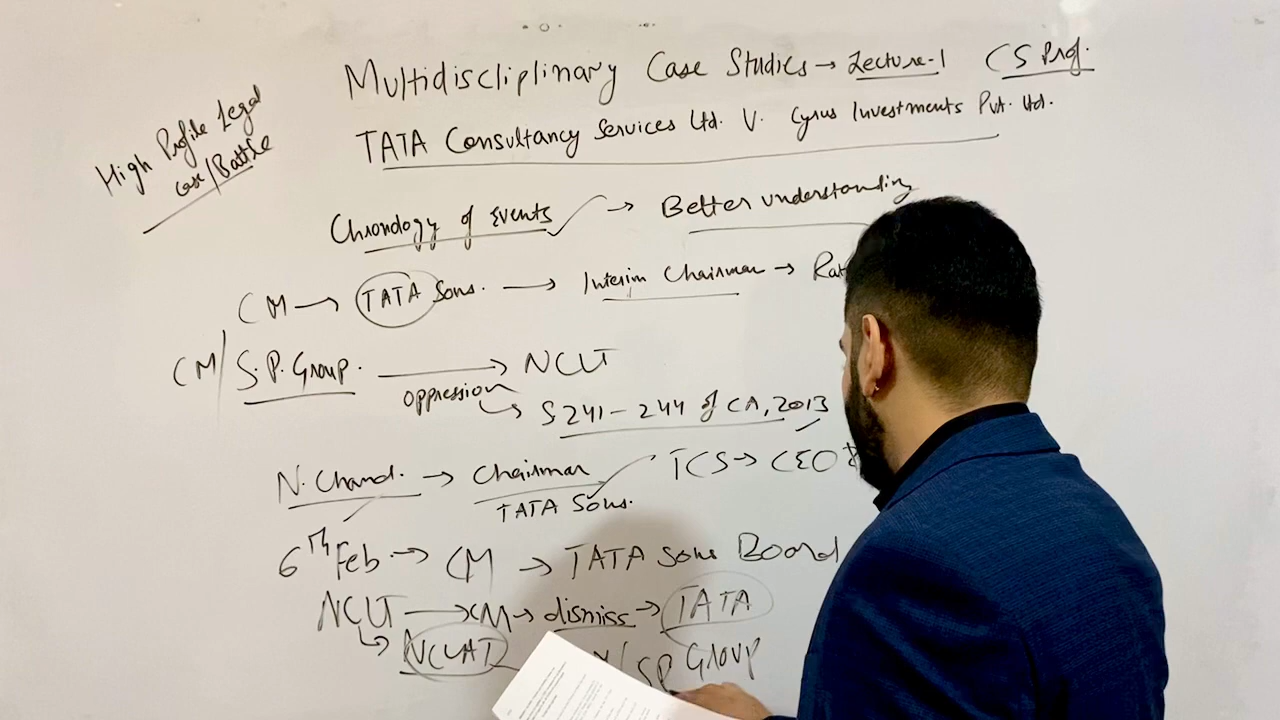 Multidiscliplinary Case Studies → Lecture-1 CS Prof.
TATA Consultancy Services Ltd. V. Cyrus Investments Pvt. Ltd.
High Profile Legal
Case/Battle
Chronology of Events → Better understanding
CM → TATA Sons. → Interim Chairman → Rat
CM/S.P. Group. → NCLT
oppression
S 241 - 244 of CA, 2013
N. Chand. → Chairman TCS → CEO
TATA Sons.
6th Feb → CM → TATA Sons Board
NCLT → CM → dismiss → TATA
NCLAT
/SP Group